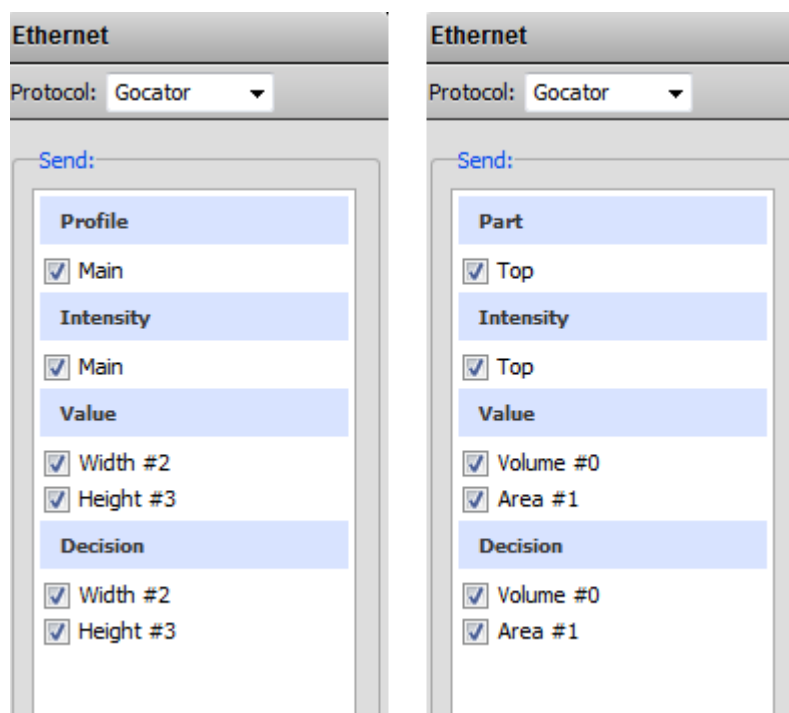 Ethernet
Protocol: Gocator
Send:
Profile
Main
Intensity
Main
Value
Width #2
Height #3
Decision
Width #2
Height #3
Ethernet
Protocol: Gocator
Send:
Part
Top
Intensity
Top
Value
Volume #0
Area #1
Decision
Volume #0
Area #1